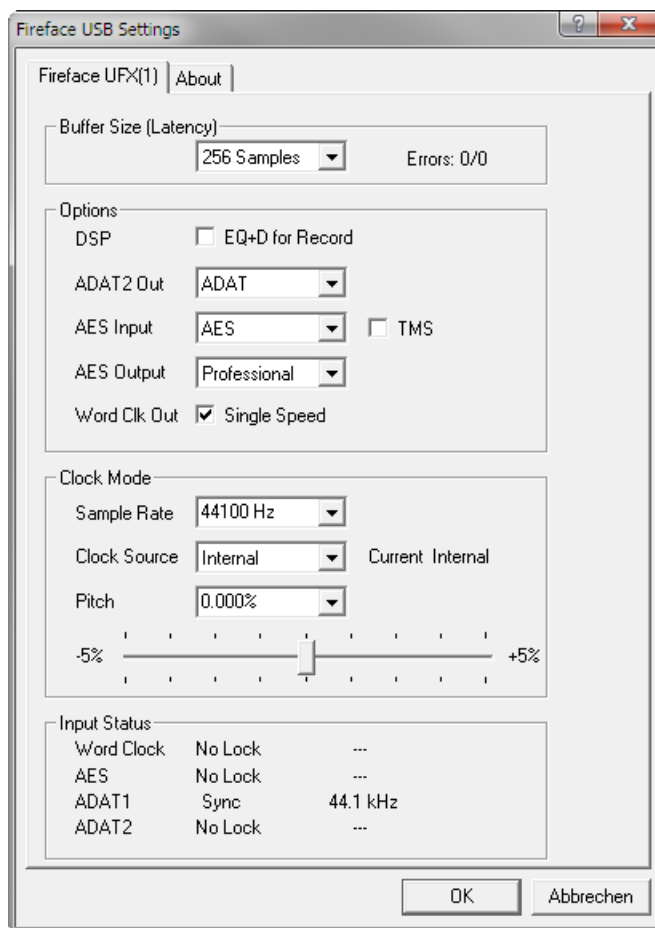 Fireface USB Settings
Fireface UFX(1) About
Buffer Size (Latency)
256 Samples Errors: 0/0
Options
DSP EQ+D for Record
ADAT2 Out ADAT
AES Input AES TMS
AES Output Professional
Word Clk Out Single Speed
Clock Mode
Sample Rate 44100 Hz
Clock Source Internal Current Internal
Pitch 0.000%
-5% +5%
Input Status
Word Clock No Lock ---
AES No Lock ---
ADAT1 Sync 44.1 kHz
ADAT2 No Lock ---
OK Abbrechen